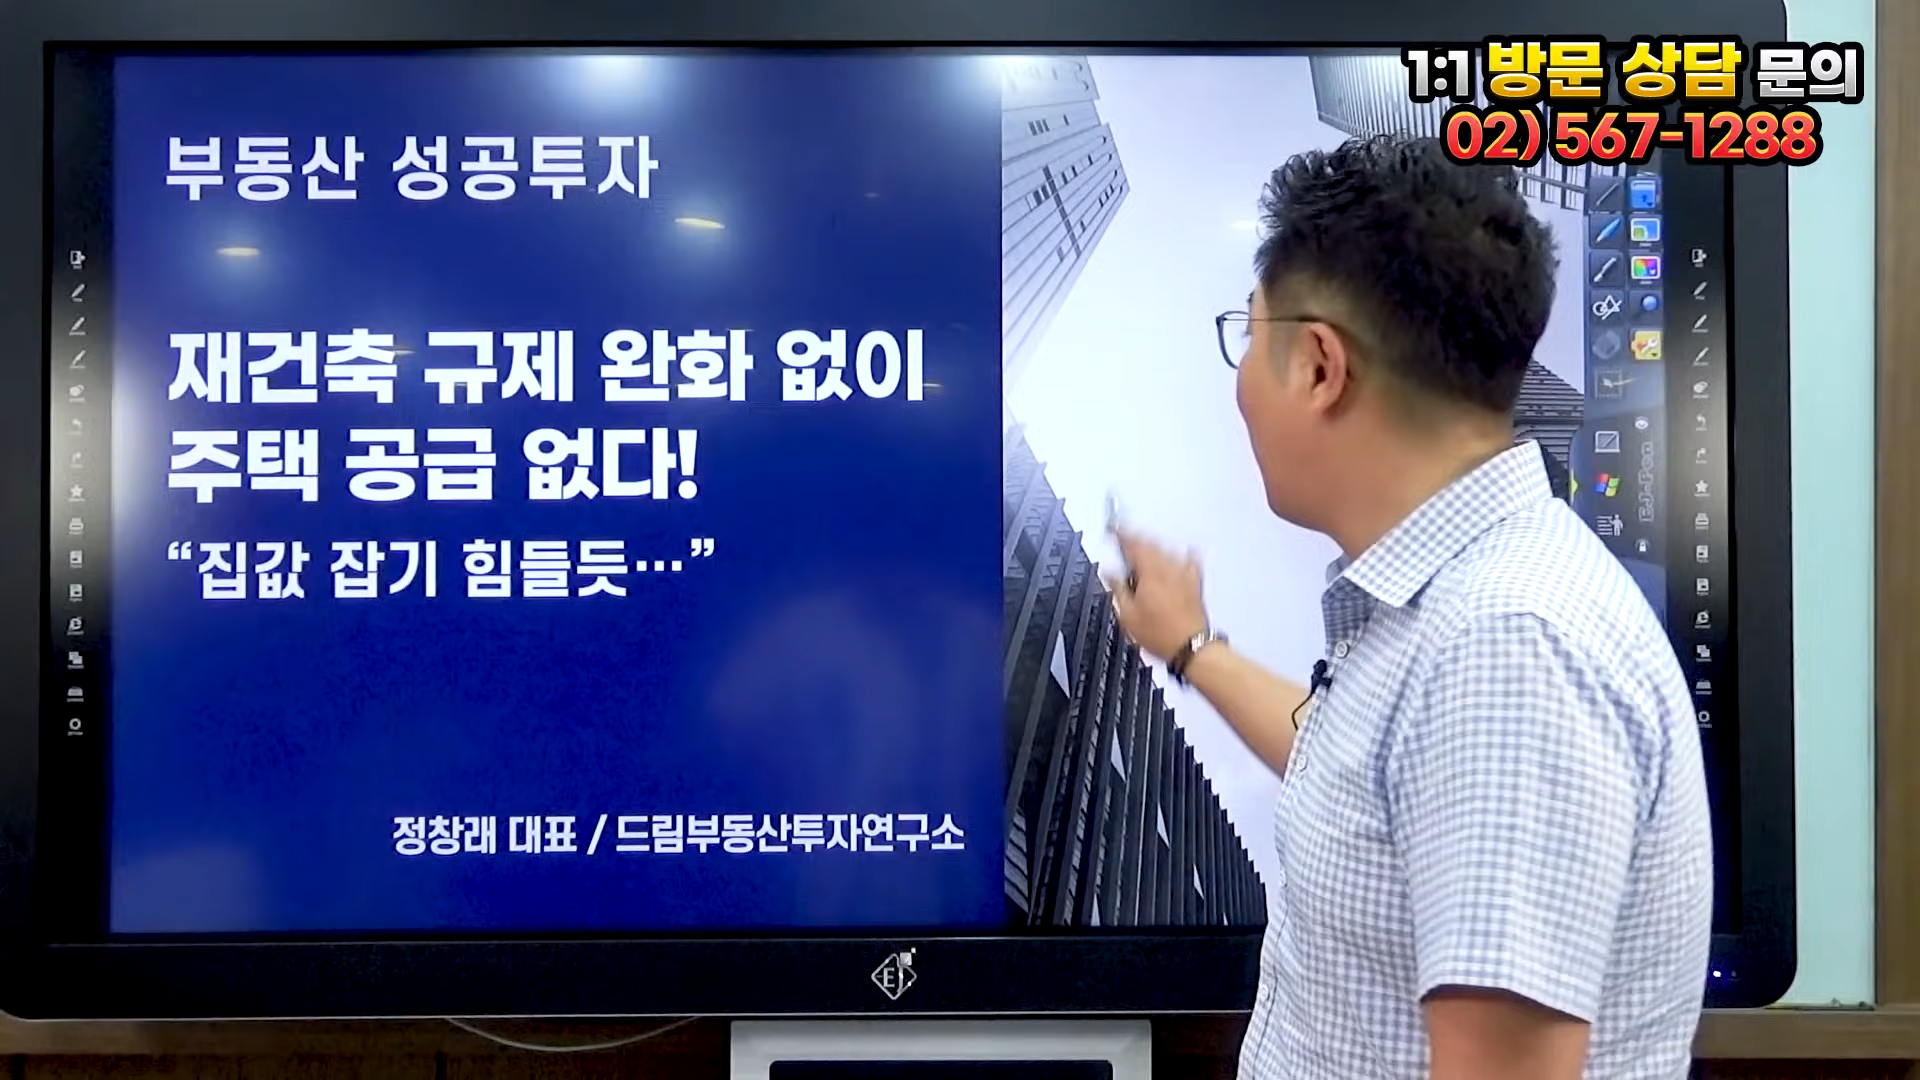 1:1 방문 상담 문의
02) 567-1288
부동산 성공투자
재건축 규제 완화 없이
주택 공급 없다!
“집값 잡기 힘들듯…”
정창래 대표 / 드림부동산투자연구소
EJ